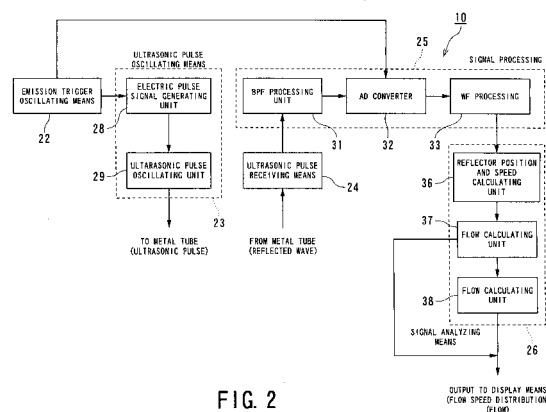 10
ULTRASONIC PULSE
OSCILLATING MEANS
25
SIGNAL PROCESSING
EMISSION TRIGGER
OSCILLATING MEANS
22
ELECTRIC PULSE
SIGNAL GENERATING
UNIT
28
BPF PROCESSING
UNIT
31
AD CONVERTER
32
WF PROCESSING
33
ULTARASONIC PULSE
OSCILLATING UNIT
29
23
ULTRASONIC PULSE
RECEIVING MEANS
24
REFLECTOR POSITION
AND SPEED
CALCULATING
UNIT
36
TO METAL TUBE
(ULTRASONIC PULSE)
FROM METAL TUBE
(REFLECTED WAVE)
37
FLOW CALCULATING
UNIT
FLOW CALCULATING
UNIT
38
SIGNAL ANALYZING
MEANS
26
OUTPUT TO DISPLAY MEANS
(FLOW SPEED DISTRIBUTION)
(FLOW)
FIG. 2